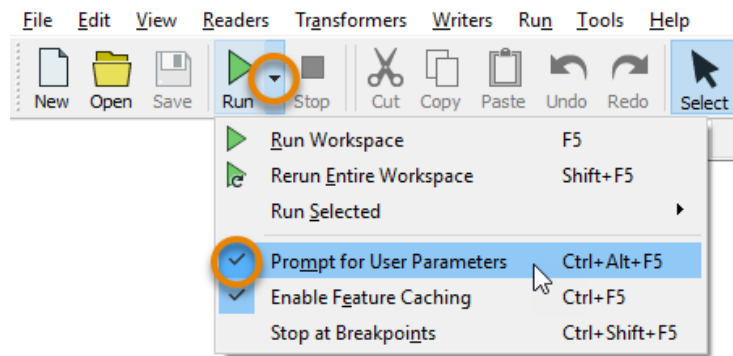 File Edit View Readers Transformers Writers Run Tools Help
New Open Save Run Stop Cut Copy Paste Undo Redo Select
Run Workspace F5
Rerun Entire Workspace Shift+F5
Run Selected
Prompt for User Parameters Ctrl+Alt+F5
Enable Feature Caching Ctrl+F5
Stop at Breakpoints Ctrl+Shift+F5